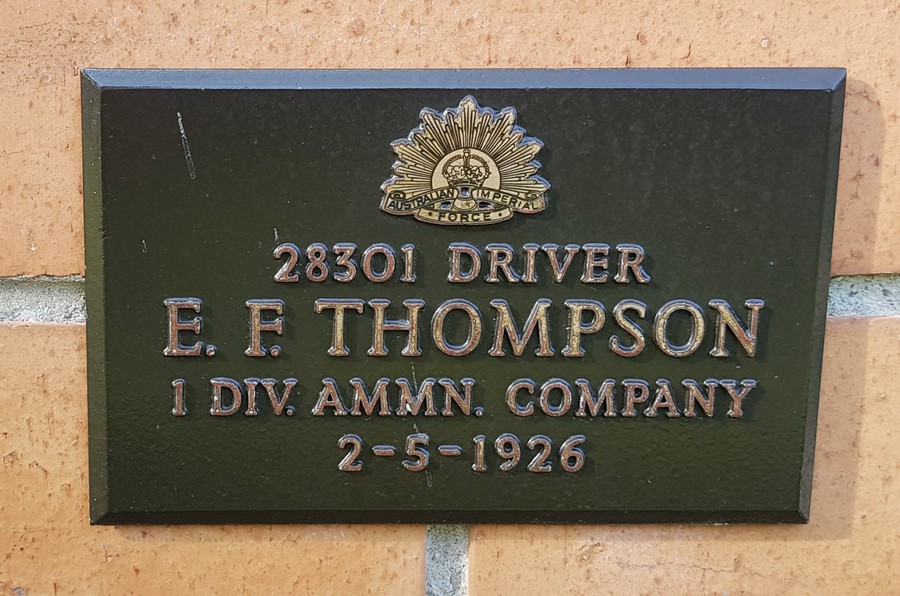 AUSTRALIAN IMPERIAL
FORCE
28301 DRIVER
E. F. THOMPSON
1 DIV. AMMN. COMPANY
2-5-1926